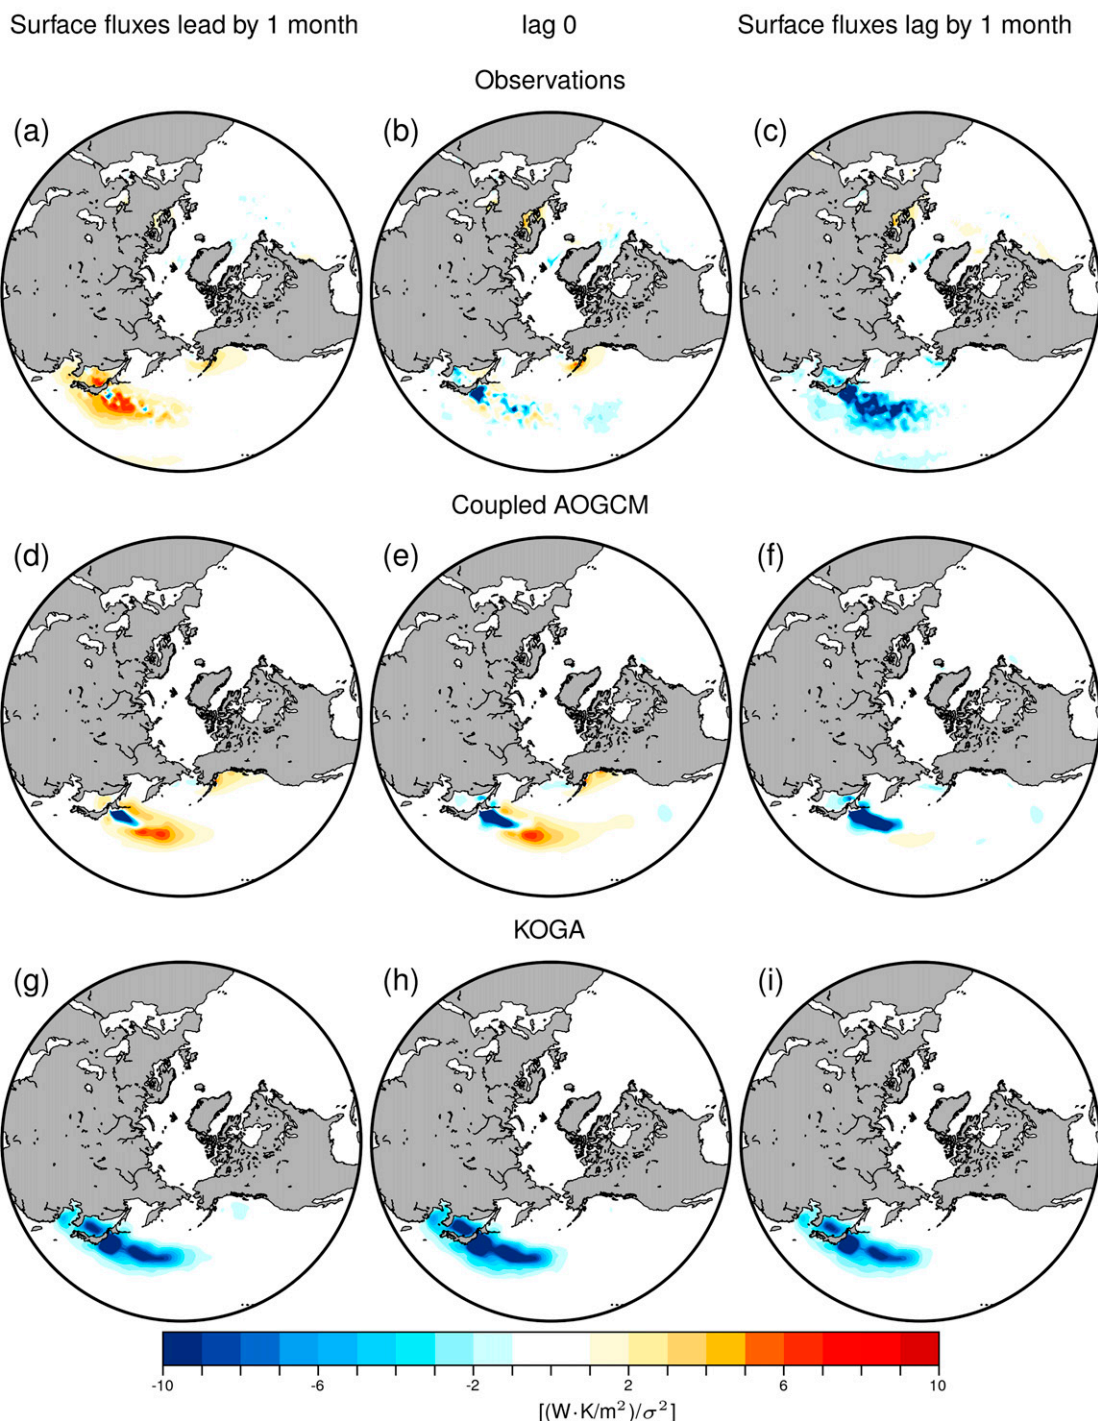 Surface fluxes lead by 1 month lag 0 Surface fluxes lag by 1 month
Observations
(a) (b) (c)
Coupled AOGCM
(d) (e) (f)
KOGA
(g) (h) (i)
-10 -6 -2 2 6 10
[(W·K/m²)/σ²]